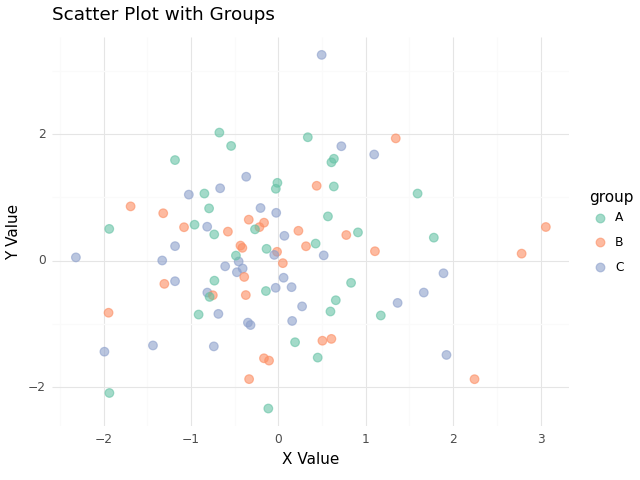 Scatter Plot with Groups
Y Value
2
0
−2
−2 −1 0 1 2 3
X Value
group
A
B
C